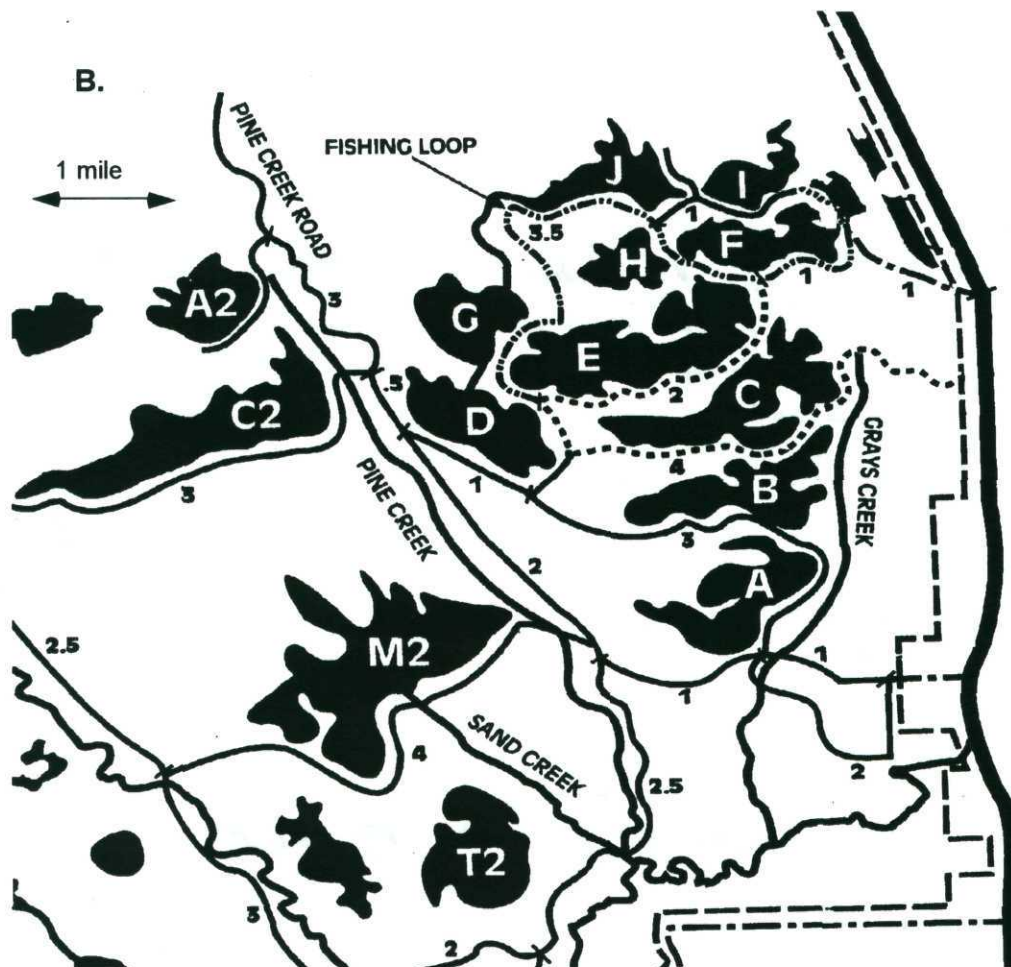 B.
1 mile
PINE CREEK ROAD
FISHING LOOP
J
I
1
3.5
H
F
1
1
A2
3
G
E
.5
2
C
C2
D
4
GRAYS CREEK
3
1
B
PINE CREEK
3
2
A
M2
2.5
1
1
SAND CREEK
4
2
2.5
T2
3
2